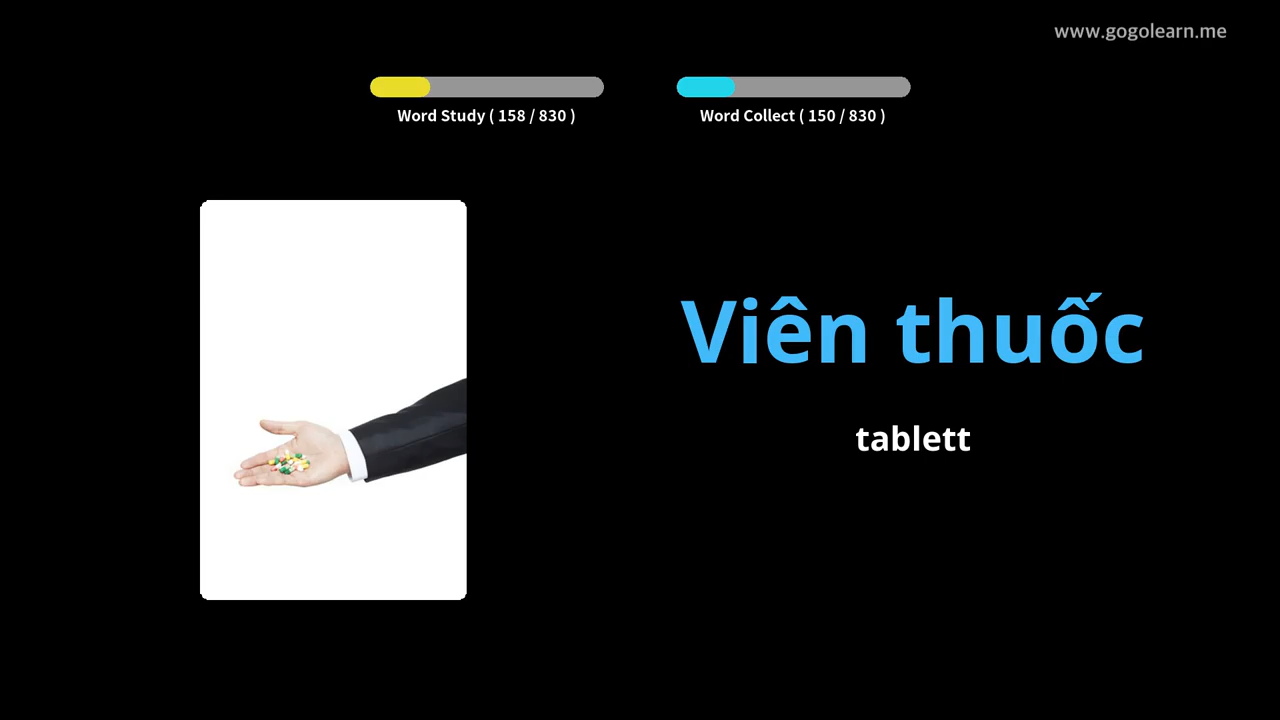 www.gogolearn.me
Word Study ( 158 / 830 )
Word Collect ( 150 / 830 )
Viên thuốc
tablett